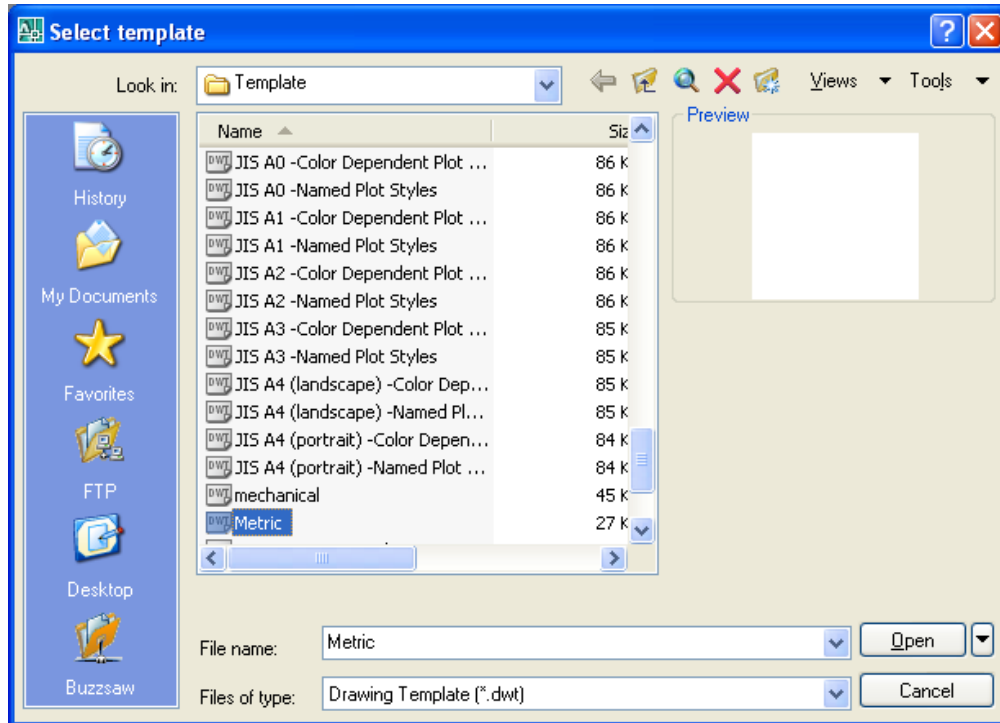 Select template
Look in: Template Views Tools
Name Siz
Preview
JIS A0 -Color Dependent Plot ... 86 K
JIS A0 -Named Plot Styles 86 K
JIS A1 -Color Dependent Plot ... 86 K
JIS A1 -Named Plot Styles 86 K
JIS A2 -Color Dependent Plot ... 86 K
JIS A2 -Named Plot Styles 86 K
JIS A3 -Color Dependent Plot ... 85 K
JIS A3 -Named Plot Styles 85 K
JIS A4 (landscape) -Color Dep... 85 K
JIS A4 (landscape) -Named Pl... 85 K
JIS A4 (portrait) -Color Depen... 84 K
JIS A4 (portrait) -Named Plot ... 84 K
mechanical 45 K
Metric 27 K
History
My Documents
Favorites
FTP
Desktop
Buzzsaw
File name: Metric Open
Files of type: Drawing Template (*.dwt) Cancel